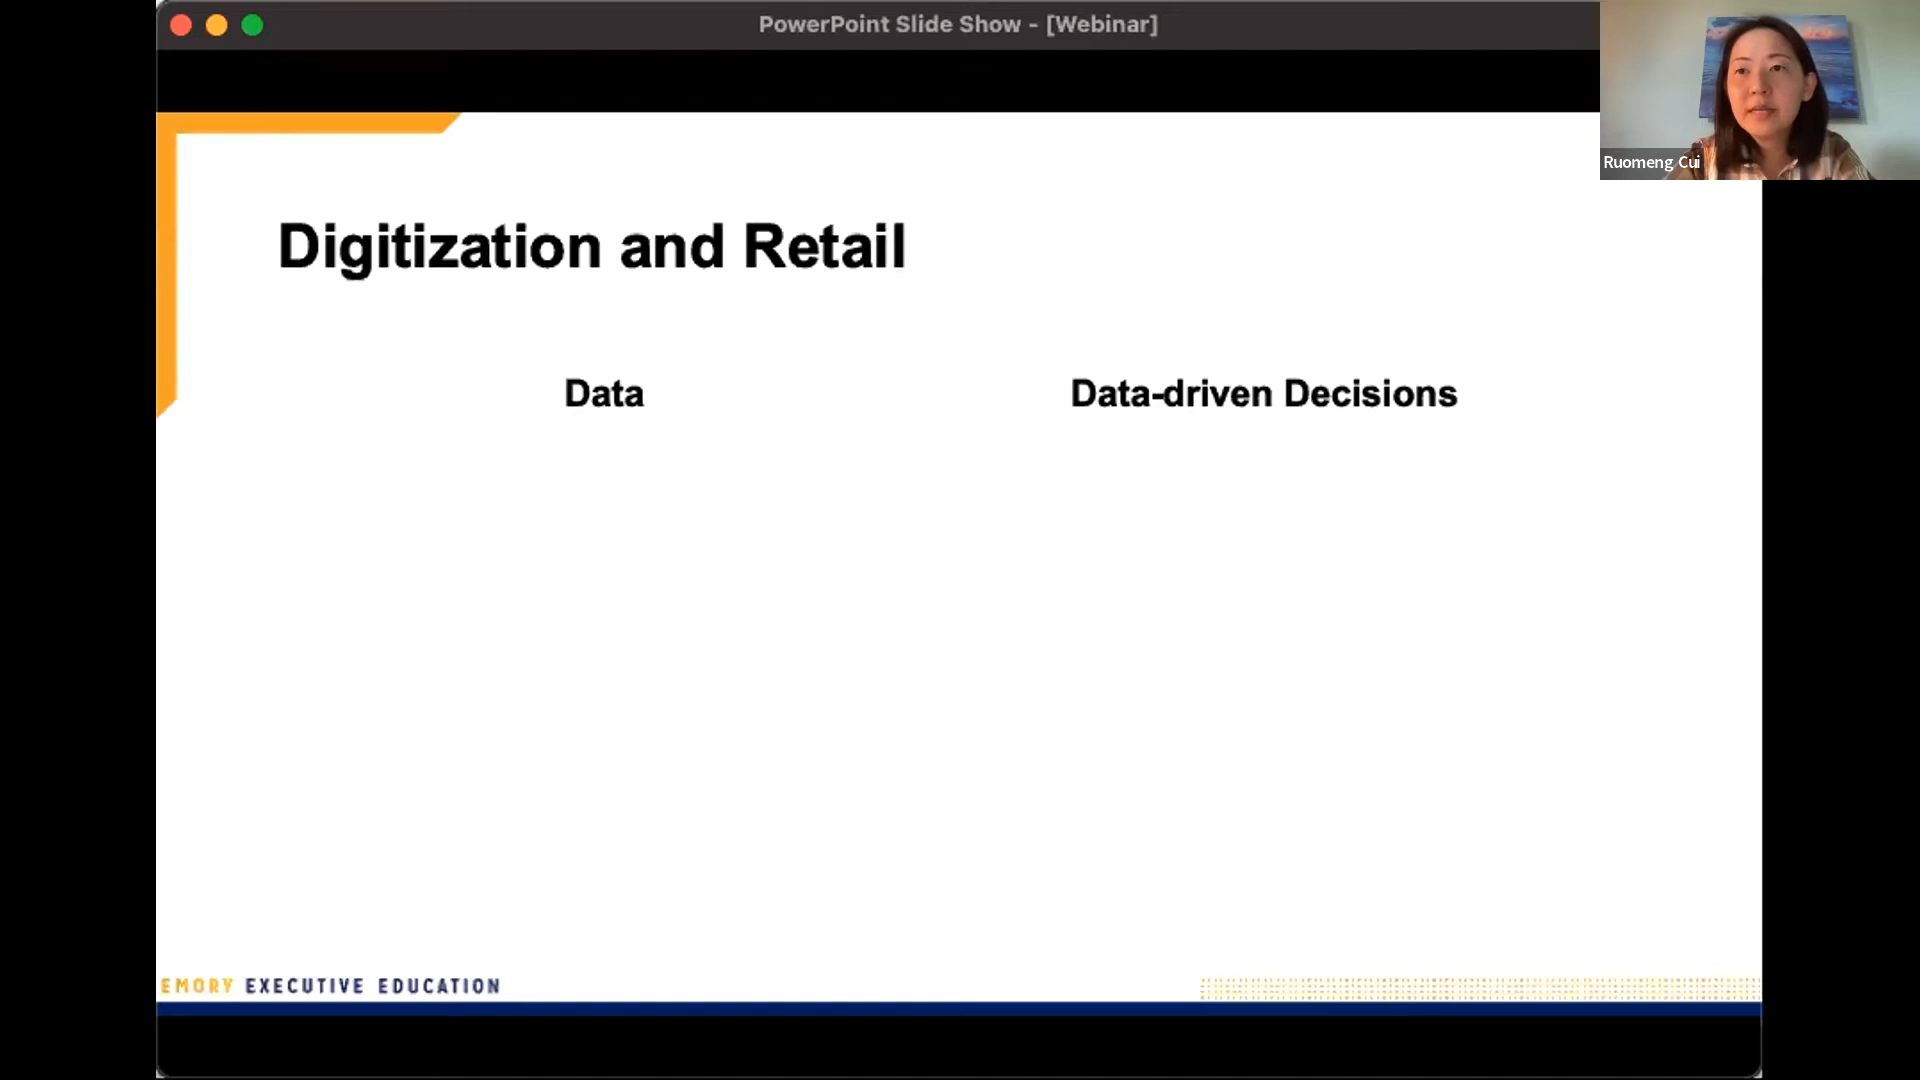 PowerPoint Slide Show - [Webinar]
Ruomeng Cui
Digitization and Retail
Data
Data-driven Decisions
EMORY EXECUTIVE EDUCATION